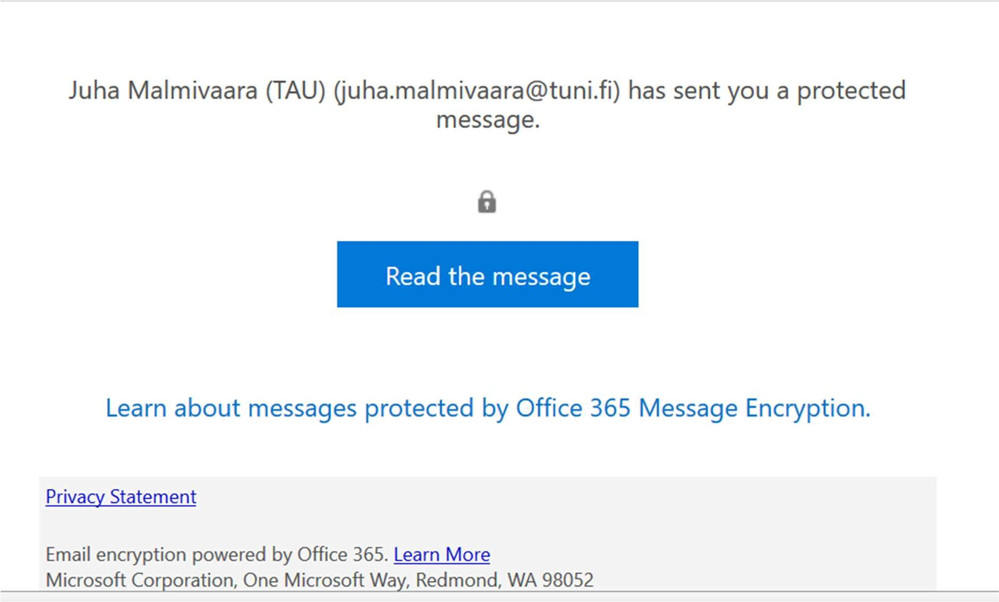 Juha Malmivaara (TAU) (juha.malmivaara@tuni.fi) has sent you a protected
message.
Read the message
Learn about messages protected by Office 365 Message Encryption.
Privacy Statement
Email encryption powered by Office 365. Learn More
Microsoft Corporation, One Microsoft Way, Redmond, WA 98052